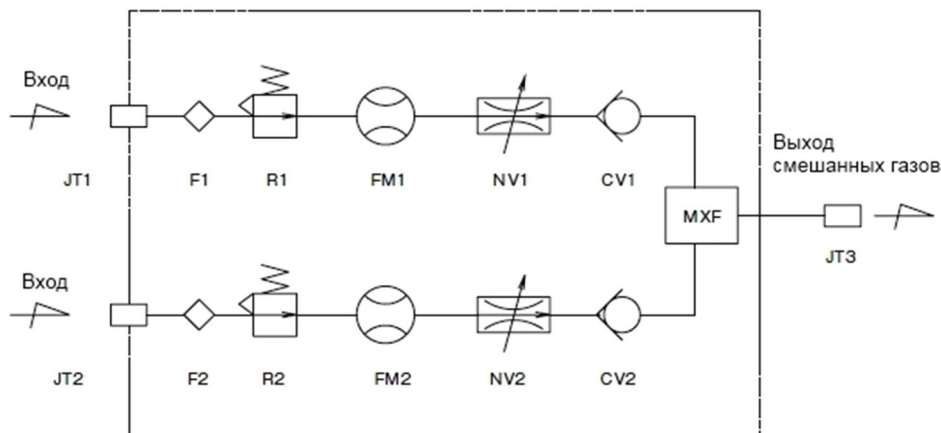 Вход
JT1
F1
R1
FM1
NV1
CV1
MXF
Выход
смешанных газов
JT3
Вход
JT2
F2
R2
FM2
NV2
CV2